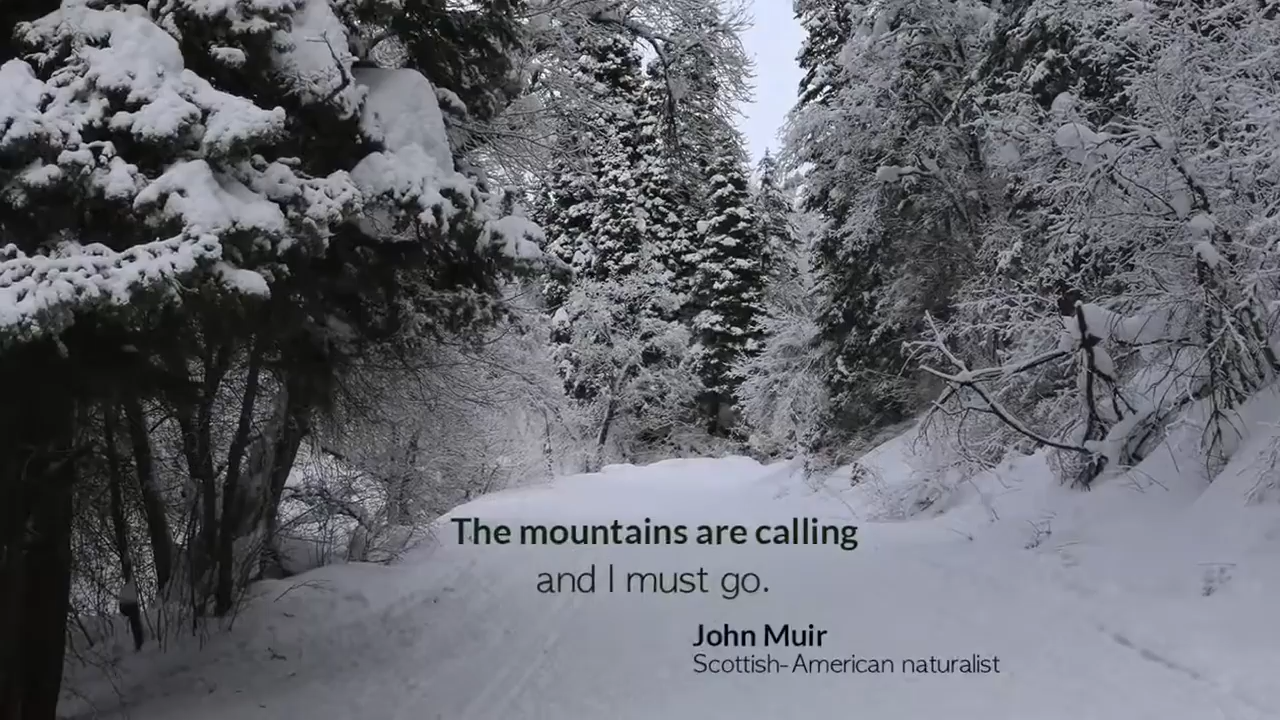 The mountains are calling
and I must go.
John Muir
Scottish-American naturalist